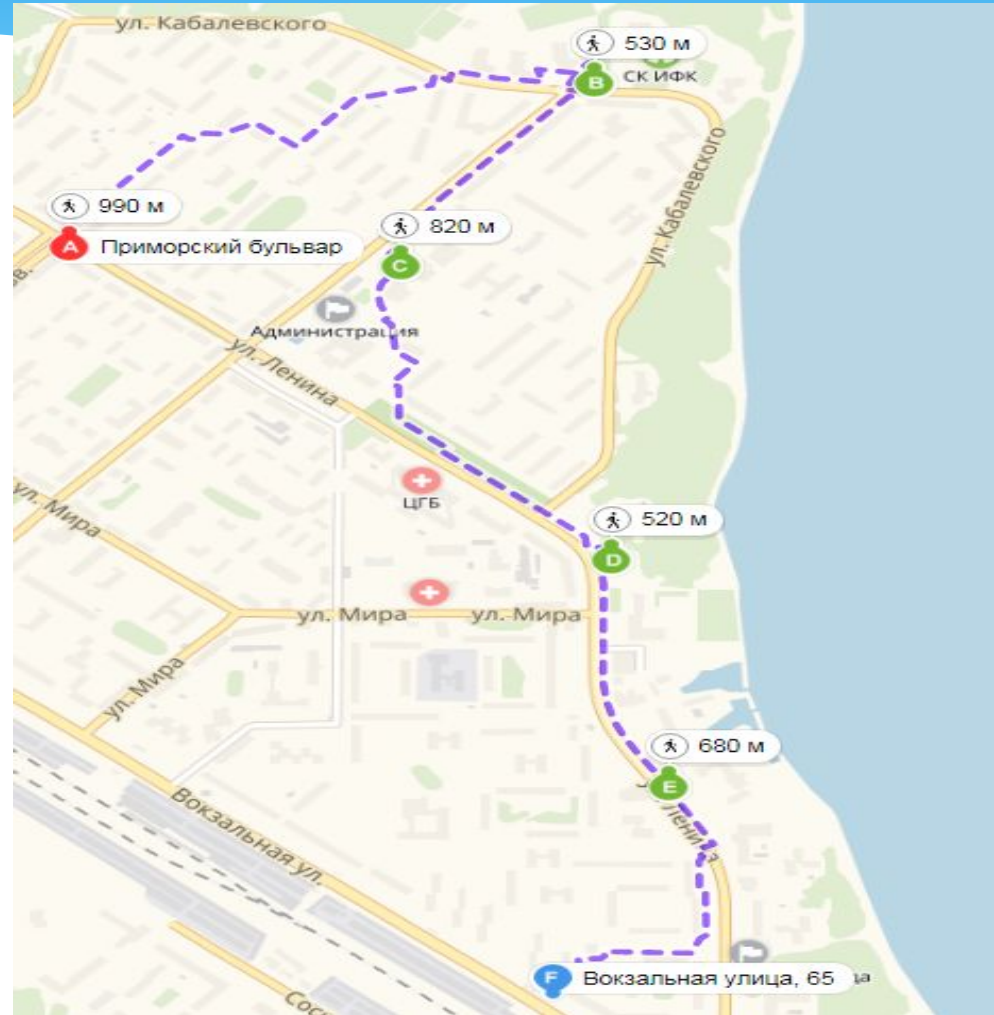 ул. Кабалевского
530 м
B
СК ИФК
990 м
A
Приморский бульвар
820 м
C
ул. Кабалевского
Администрация
ул. Ленина
ЦГБ
ул. Мира
520 м
D
ул. Мира
ул. Мира
ул. Мира
680 м
E
Ленина
Вокзальная ул.
F
Вокзальная улица, 65